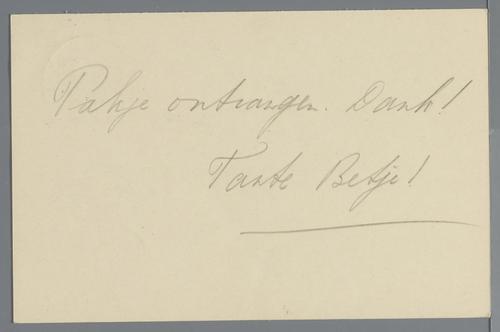 Pakje ontvangen. Dank!
Tante Betje!